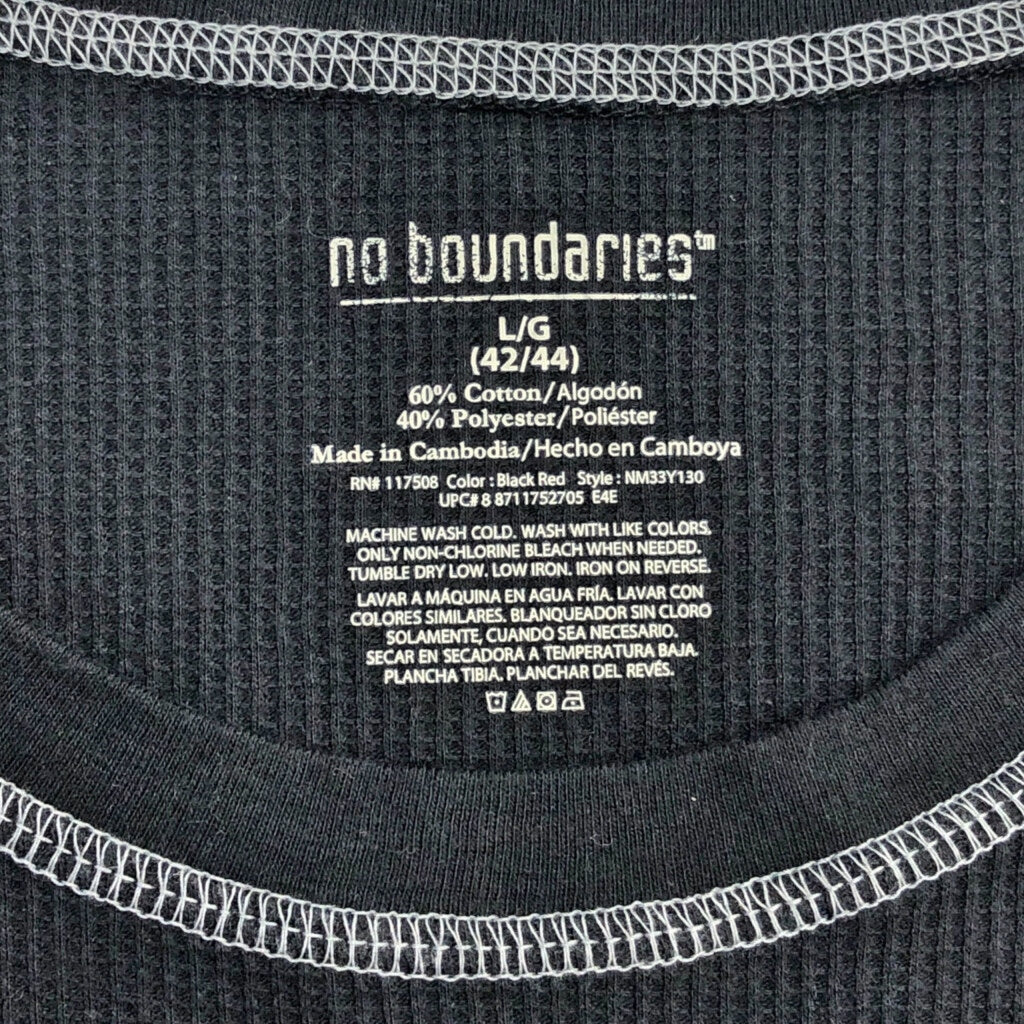 no boundaries™
L/G
(42/44)
60% Cotton/Algodón
40% Polyester/Poliéster
Made in Cambodia/Hecho en Camboya
RN# 117508 Color : Black Red Style : NM33Y130
UPC# 8 8711752705 E4E
MACHINE WASH COLD. WASH WITH LIKE COLORS.
ONLY NON-CHLORINE BLEACH WHEN NEEDED.
TUMBLE DRY LOW. LOW IRON. IRON ON REVERSE.
LAVAR A MÁQUINA EN AGUA FRÍA. LAVAR CON
COLORES SIMILARES. BLANQUEADOR SIN CLORO
SOLAMENTE, CUANDO SEA NECESARIO.
SECAR EN SECADORA A TEMPERATURA BAJA.
PLANCHA TIBIA. PLANCHAR DEL REVÉS.